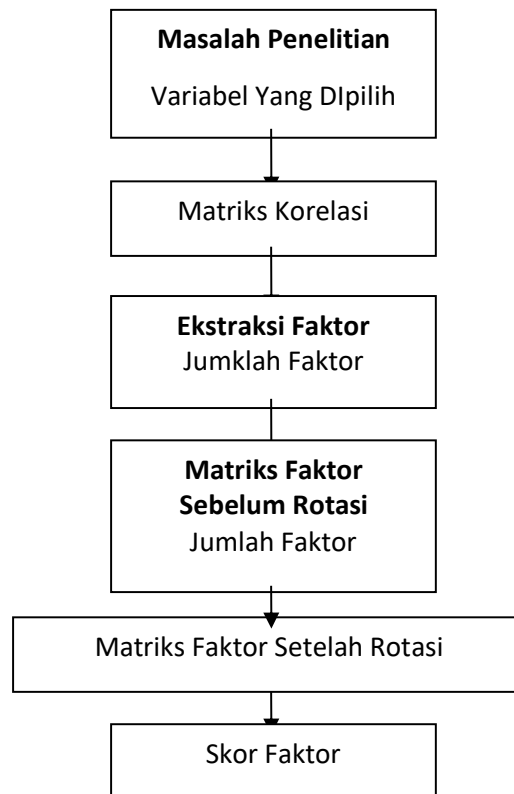 Masalah Penelitian
Variabel Yang DIpilih
Matriks Korelasi
Ekstraksi Faktor
Jumklah Faktor
Matriks Faktor
Sebelum Rotasi
Jumlah Faktor
Matriks Faktor Setelah Rotasi
Skor Faktor